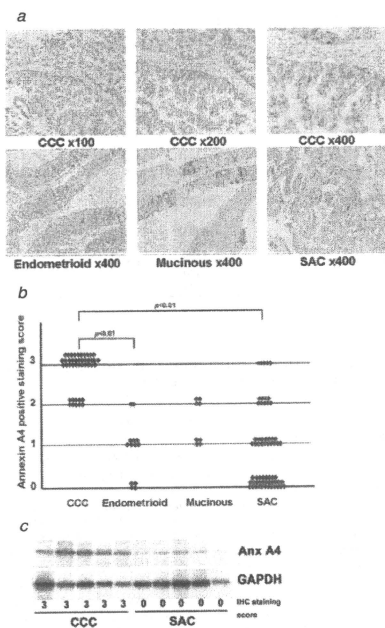 a
CCC x100 CCC x200 CCC x400
Endometrioid x400 Mucinous x400 SAC x400
b
p<0.01
p<0.01
Annexin A4 positive staining score
3
2
1
0
CCC Endometrioid Mucinous SAC
c
Anx A4
GAPDH
3 3 3 3 3 0 0 0 0 0 IHC staining score
CCC SAC